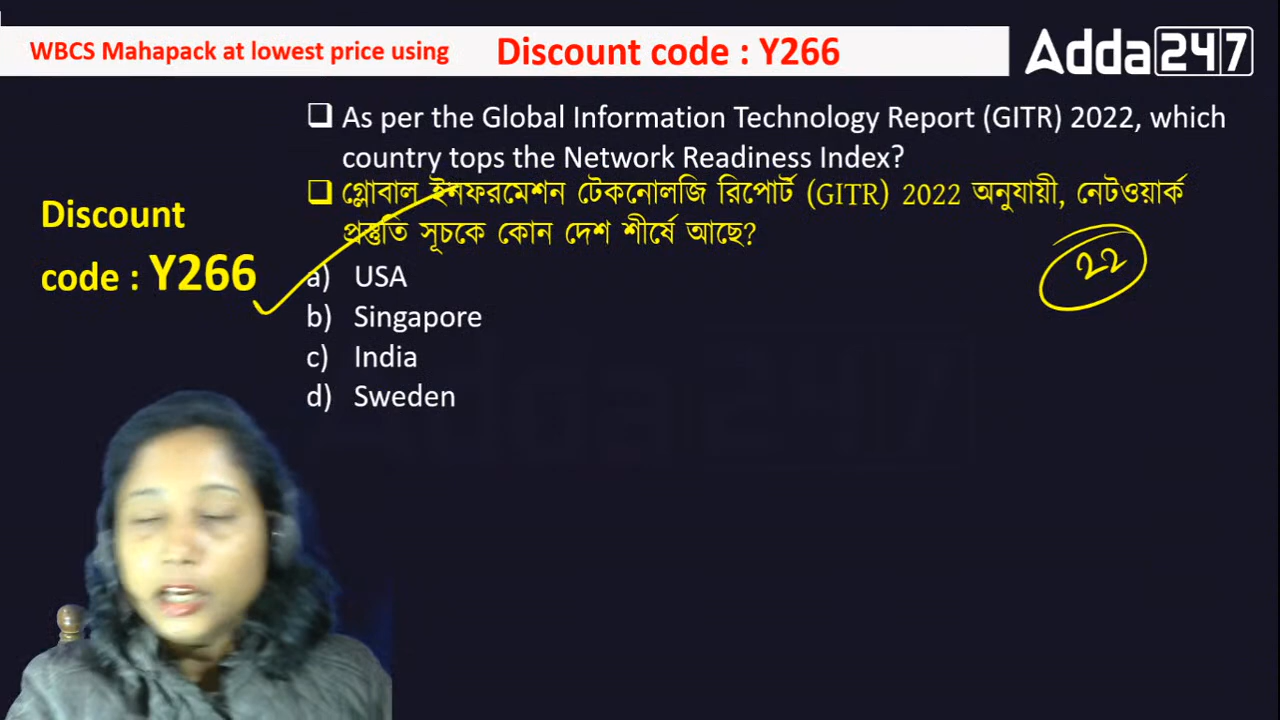 WBCS Mahapack at lowest price using Discount code : Y266 Adda247
As per the Global Information Technology Report (GITR) 2022, which
country tops the Network Readiness Index?
গ্লোবাল ইনফরমেশন টেকনোলজি রিপোর্ট (GITR) 2022 অনুযায়ী, নেটওয়ার্ক
প্রস্তুতি সূচকে কোন দেশ শীর্ষে আছে?
Discount
code : Y266
22
a) USA
b) Singapore
c) India
d) Sweden
Adda247